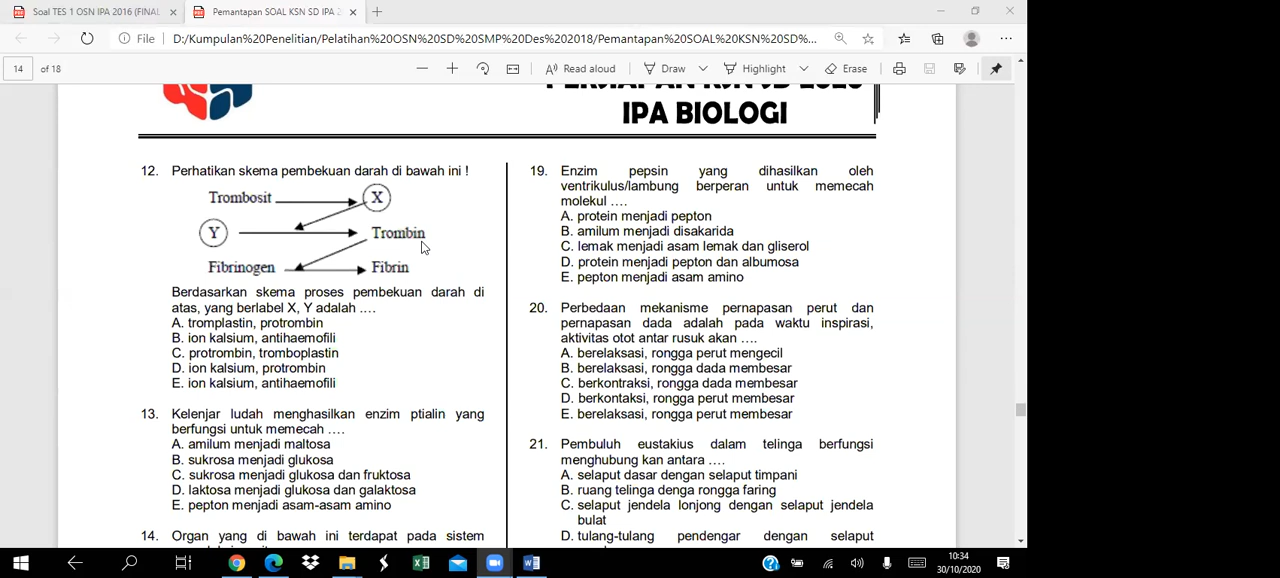 Soal TES 1 OSN IPA 2016 (FINAL
Pemantapan SOAL KSN SD IPA 2
File
D:/Kumpulan%20Penelitian/Pelatihan%20OSN%20SD%20SMP%20Des%202018/Pemantapan%20SOAL%20KSN%20SD%...
14 of 18
Read aloud
Draw
Highlight
Erase
IPA BIOLOGI
12. Perhatikan skema pembekuan darah di bawah ini !
Trombosit
X
Y
Trombin
Fibrinogen
Fibrin
Berdasarkan skema proses pembekuan darah di
atas, yang berlabel X, Y adalah ....
A. tromplastin, protrombin
B. ion kalsium, antihaemofili
C. protrombin, tromboplastin
D. ion kalsium, protrombin
E. ion kalsium, antihaemofili
13. Kelenjar ludah menghasilkan enzim ptialin yang
berfungsi untuk memecah ....
A. amilum menjadi maltosa
B. sukrosa menjadi glukosa
C. sukrosa menjadi glukosa dan fruktosa
D. laktosa menjadi glukosa dan galaktosa
E. pepton menjadi asam-asam amino
14. Organ yang di bawah ini terdapat pada sistem
19. Enzim pepsin yang dihasilkan oleh
ventrikulus/lambung berperan untuk memecah
molekul ....
A. protein menjadi pepton
B. amilum menjadi disakarida
C. lemak menjadi asam lemak dan gliserol
D. protein menjadi pepton dan albumosa
E. pepton menjadi asam amino
20. Perbedaan mekanisme pernapasan perut dan
pernapasan dada adalah pada waktu inspirasi,
aktivitas otot antar rusuk akan ....
A. berelaksasi, rongga perut mengecil
B. berelaksasi, rongga dada membesar
C. berkontraksi, rongga dada membesar
D. berkontaksi, rongga perut membesar
E. berelaksasi, rongga perut membesar
21. Pembuluh eustakius dalam telinga berfungsi
menghubung kan antara ....
A. selaput dasar dengan selaput timpani
B. ruang telinga denga rongga faring
C. selaput jendela lonjong dengan selaput jendela
bulat
D. tulang-tulang pendengar dengan selaput
10:34
30/10/2020